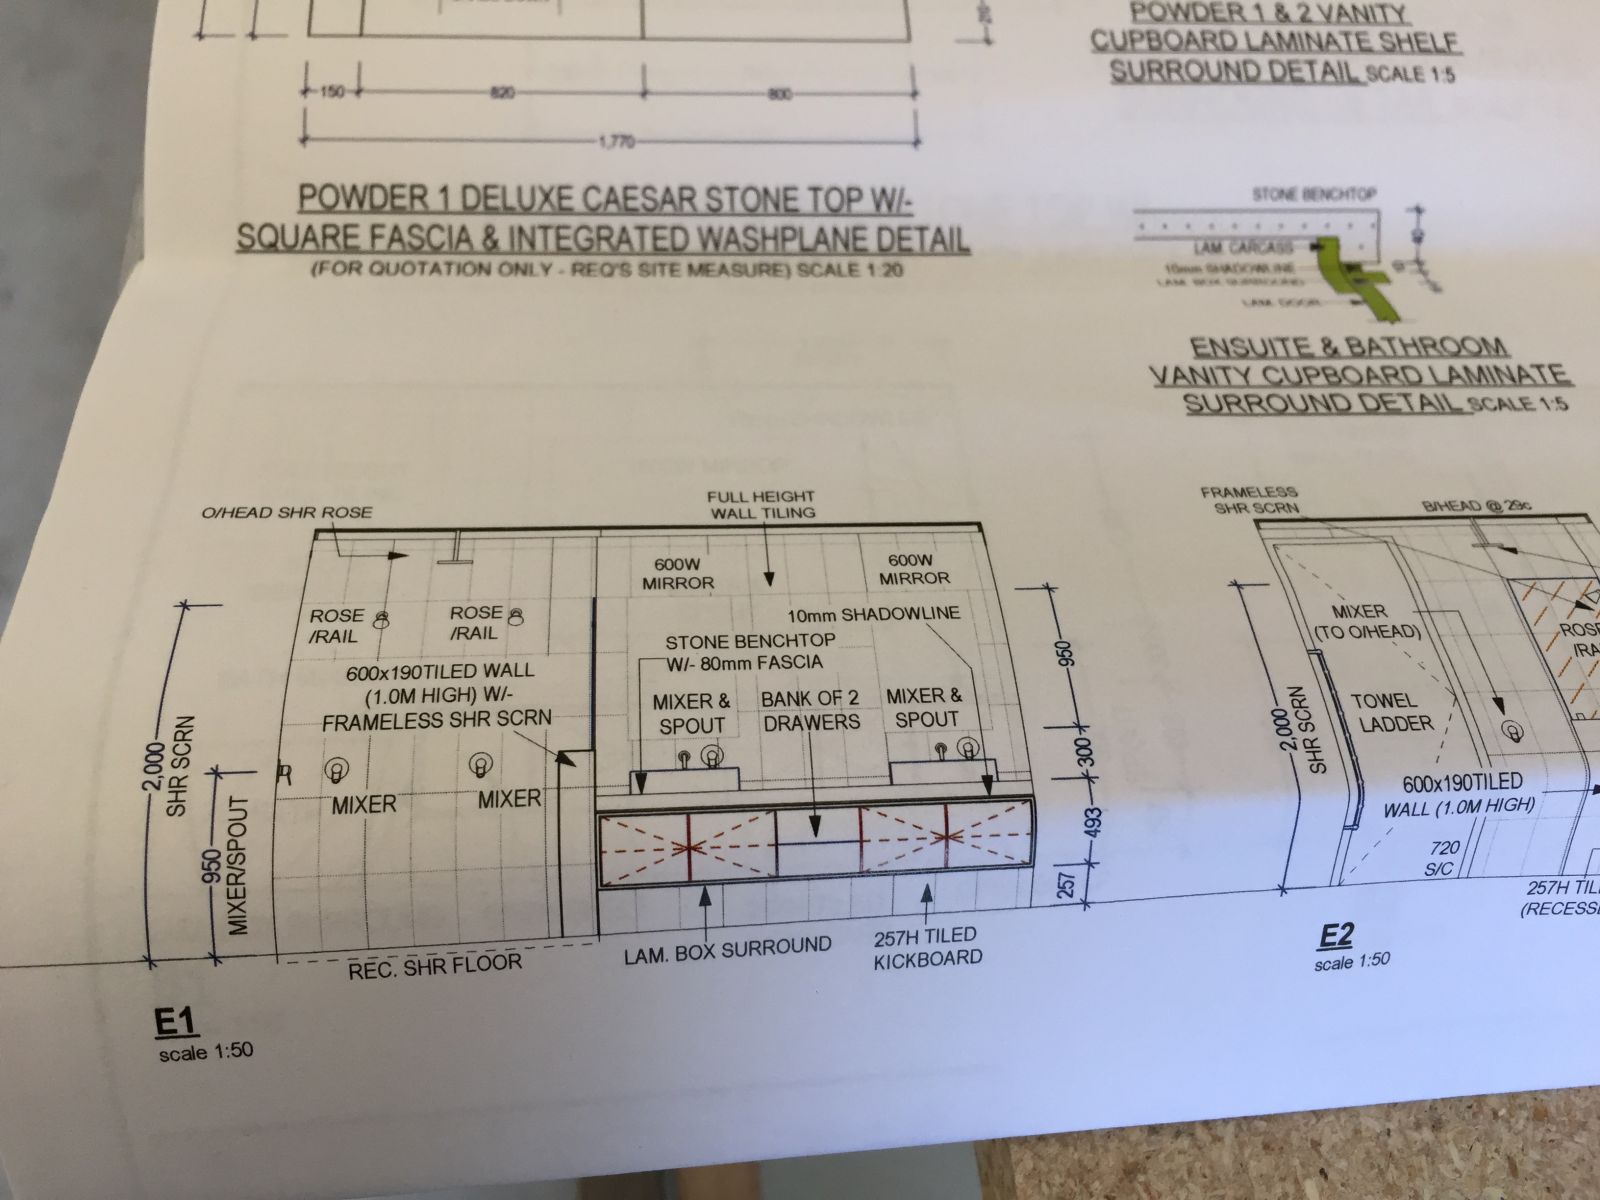 POWDER 1 & 2 VANITY
CUPBOARD LAMINATE SHELF
SURROUND DETAIL SCALE 1:5
150
820
800
1,770
POWDER 1 DELUXE CAESAR STONE TOP W/-
SQUARE FASCIA & INTEGRATED WASHPLANE DETAIL
(FOR QUOTATION ONLY - REQ'S SITE MEASURE) SCALE 1:20
STONE BENCHTOP
LAM. CARCASS
10mm SHADOWLINE
LAM. BOX SURROUND
LAM. DOOR
40
ENSUITE & BATHROOM
VANITY CUPBOARD LAMINATE
SURROUND DETAIL SCALE 1:5
O/HEAD SHR ROSE
FULL HEIGHT
WALL TILING
600W
MIRROR
600W
MIRROR
ROSE
/RAIL
ROSE
/RAIL
10mm SHADOWLINE
STONE BENCHTOP
W/- 80mm FASCIA
600x190TILED WALL
(1.0M HIGH) W/-
FRAMELESS SHR SCRN
MIXER &
SPOUT
BANK OF 2
DRAWERS
MIXER &
SPOUT
MIXER
MIXER
2,000
SHR SCRN
950
MIXER/SPOUT
950
300
493
257
REC. SHR FLOOR
LAM. BOX SURROUND
257H TILED
KICKBOARD
E1
scale 1:50
FRAMELESS
SHR SCRN
B/HEAD @ 29c
MIXER
(TO O/HEAD)
ROSE
/RA
2,000
SHR SCRN
TOWEL
LADDER
600x190TILED
WALL (1.0M HIGH)
720
S/C
257H TIL
(RECESS
E2
scale 1:50